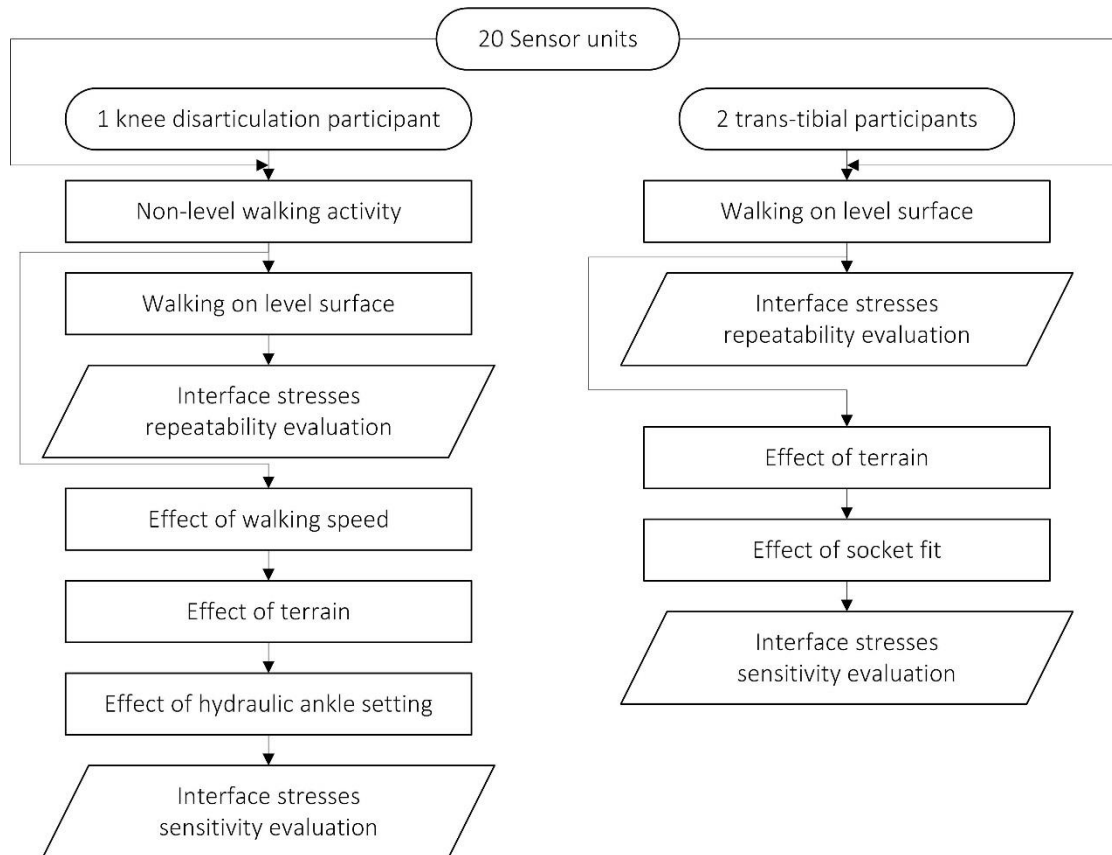 20 Sensor units
1 knee disarticulation participant
Non-level walking activity
Walking on level surface
Interface stresses
repeatability evaluation
Effect of walking speed
Effect of terrain
Effect of hydraulic ankle setting
Interface stresses
sensitivity evaluation
2 trans-tibial participants
Walking on level surface
Interface stresses
repeatability evaluation
Effect of terrain
Effect of socket fit
Interface stresses
sensitivity evaluation